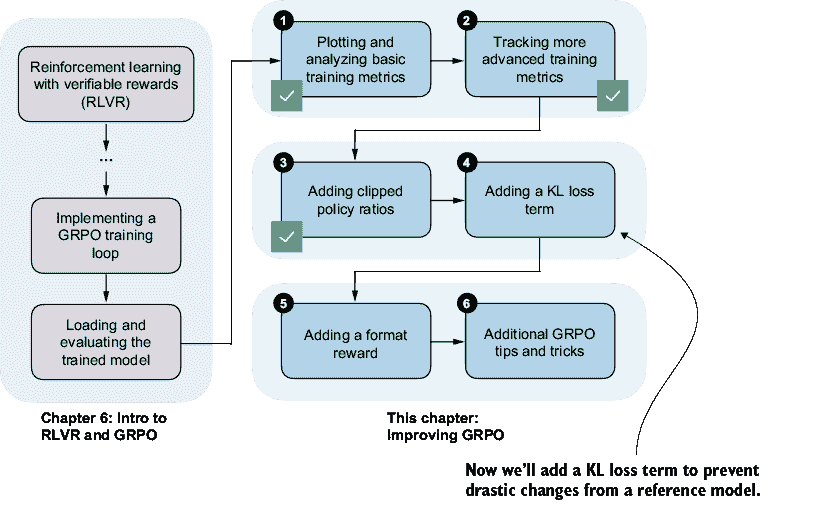 Reinforcement learning
with verifiable rewards
(RLVR)
...
Implementing a
GRPO training
loop
Loading and
evaluating the
trained model
Chapter 6: Intro to
RLVR and GRPO
1
Plotting and
analyzing basic
training metrics
2
Tracking more
advanced training
metrics
3
Adding clipped
policy ratios
4
Adding a KL loss
term
5
Adding a format
reward
6
Additional GRPO
tips and tricks
This chapter:
Improving GRPO
Now we'll add a KL loss term to prevent
drastic changes from a reference model.